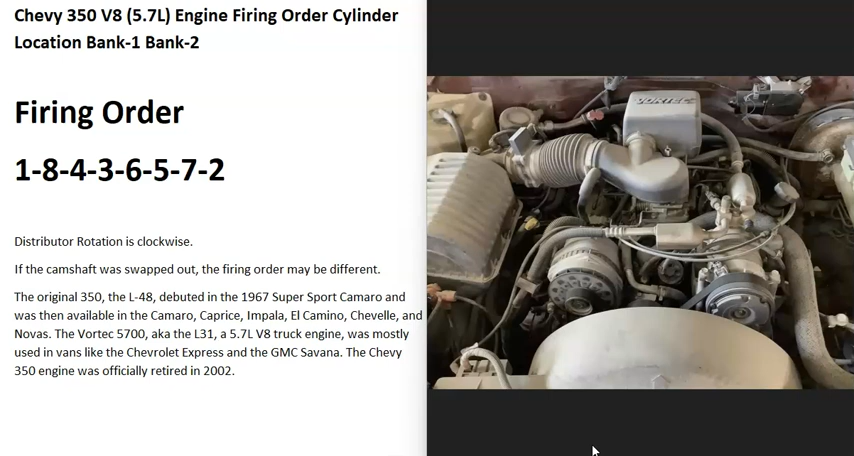 Chevy 350 V8 (5.7L) Engine Firing Order Cylinder
Location Bank-1 Bank-2
Firing Order
1-8-4-3-6-5-7-2
Distributor Rotation is clockwise.
If the camshaft was swapped out, the firing order may be different.
The original 350, the L-48, debuted in the 1967 Super Sport Camaro and
was then available in the Camaro, Caprice, Impala, El Camino, Chevelle, and
Novas. The Vortec 5700, aka the L31, a 5.7L V8 truck engine, was mostly
used in vans like the Chevrolet Express and the GMC Savana. The Chevy
350 engine was officially retired in 2002.
VORTEC